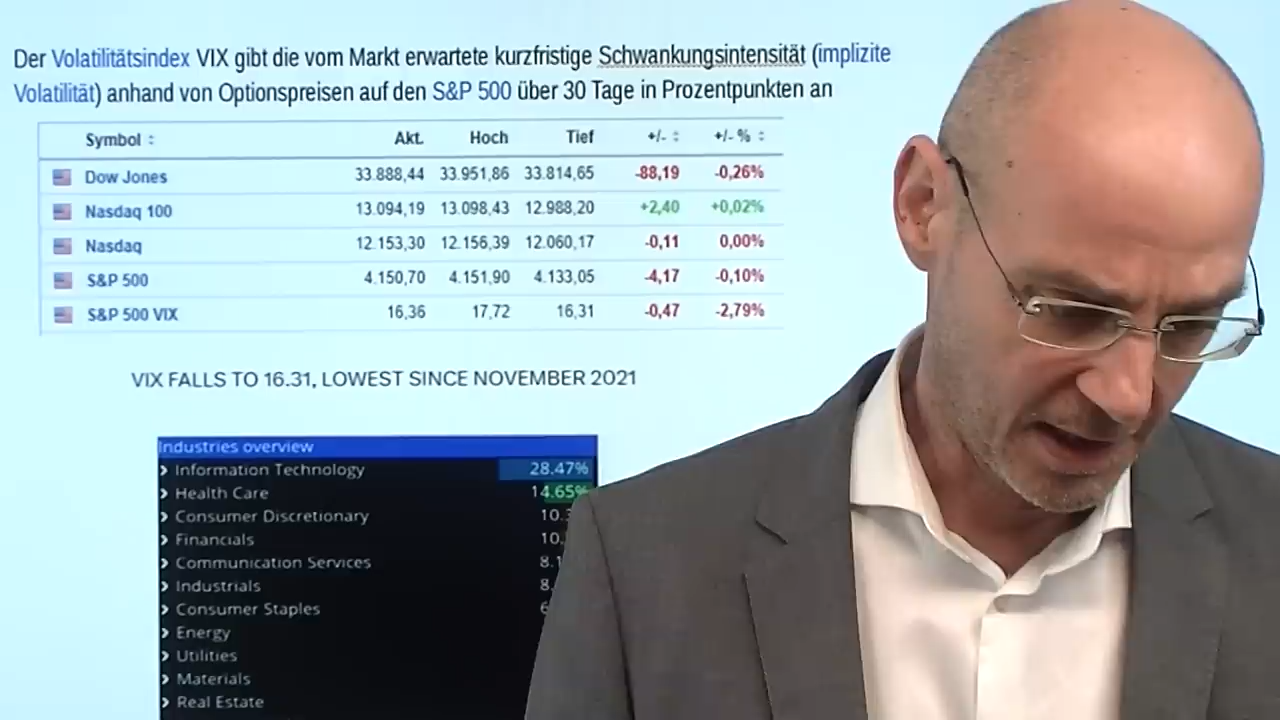 Der Volatilitätsindex VIX gibt die vom Markt erwartete kurzfristige Schwankungsintensität (implizite
Volatilität) anhand von Optionspreisen auf den S&P 500 über 30 Tage in Prozentpunkten an
Symbol Akt. Hoch Tief +/- +/- %
Dow Jones 33.888,44 33.951,86 33.814,65 -88,19 -0,26%
Nasdaq 100 13.094,19 13.098,43 12.988,20 +2,40 +0,02%
Nasdaq 12.153,30 12.156,39 12.060,17 -0,11 0,00%
S&P 500 4.150,70 4.151,90 4.133,05 -4,17 -0,10%
S&P 500 VIX 16,36 17,72 16,31 -0,47 -2,79%
VIX FALLS TO 16.31, LOWEST SINCE NOVEMBER 2021
Industries overview
Information Technology 28.47%
Health Care 14.65%
Consumer Discretionary
Financials
Communication Services
Industrials
Consumer Staples
Energy
Utilities
Materials
Real Estate